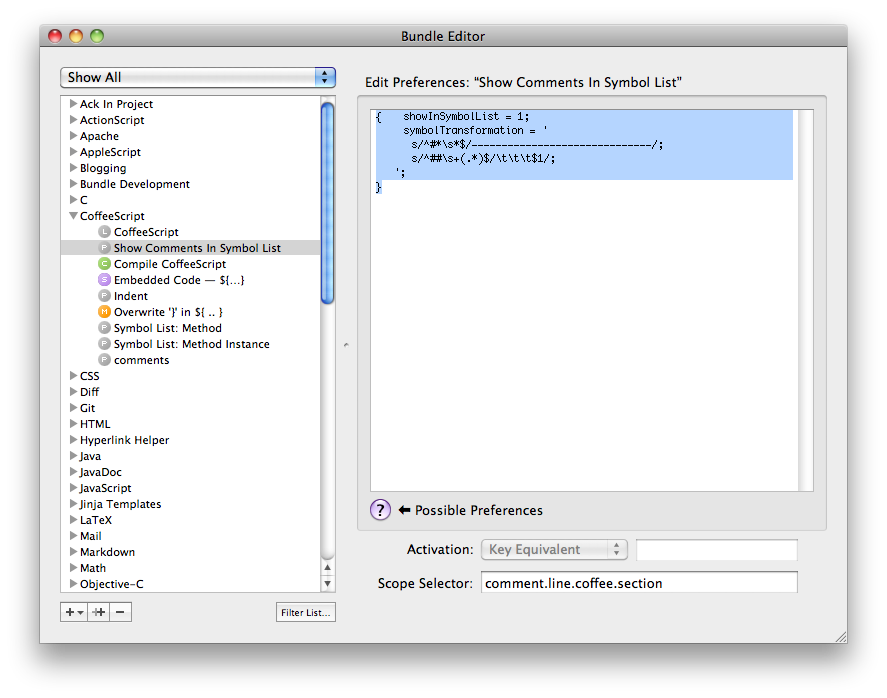 Bundle Editor
Show All
Ack In Project
ActionScript
Apache
AppleScript
Blogging
Bundle Development
C
CoffeeScript
L CoffeeScript
P Show Comments In Symbol List
C Compile CoffeeScript
S Embedded Code — ${...}
P Indent
M Overwrite '}' in ${ .. }
P Symbol List: Method
P Symbol List: Method Instance
P comments
CSS
Diff
Git
HTML
Hyperlink Helper
Java
JavaDoc
JavaScript
Jinja Templates
LaTeX
Mail
Markdown
Math
Objective-C
Filter List...
Edit Preferences: “Show Comments In Symbol List”
{ showInSymbolList = 1;
symbolTransformation = '
s/^#*\s*$/------------------------------/;
s/^##\s+(.*)$/\t\t\t$1/;
';
}
? ← Possible Preferences
Activation: Key Equivalent
Scope Selector: comment.line.coffee.section